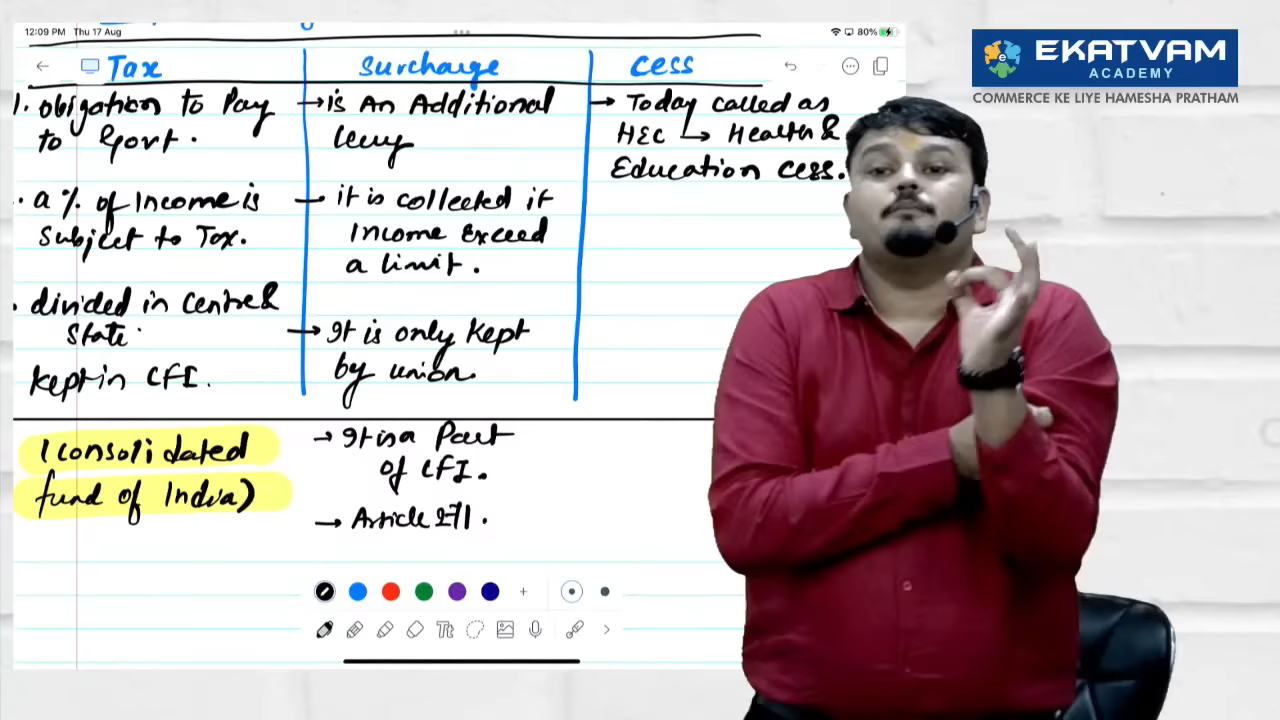 12:09 PM Thu 17 Aug
80%
EKATVAM
ACADEMY
COMMERCE KE LIYE HAMESHA PRATHAM
Tax
1. obligation to Pay
to Govt.
. a % of Income is
Subject to Tax.
. divided in Centre &
State
Kept in CFI.
(Consolidated
fund of India)
Surcharge
→ is An Additional
levy
→ it is collected if
Income Exceed
a limit.
→ It is only Kept
by union.
→ It is a Part
of CFI.
→ Article 271.
Cess
→ Today called as
HEC → Health &
Education cess.
Tt